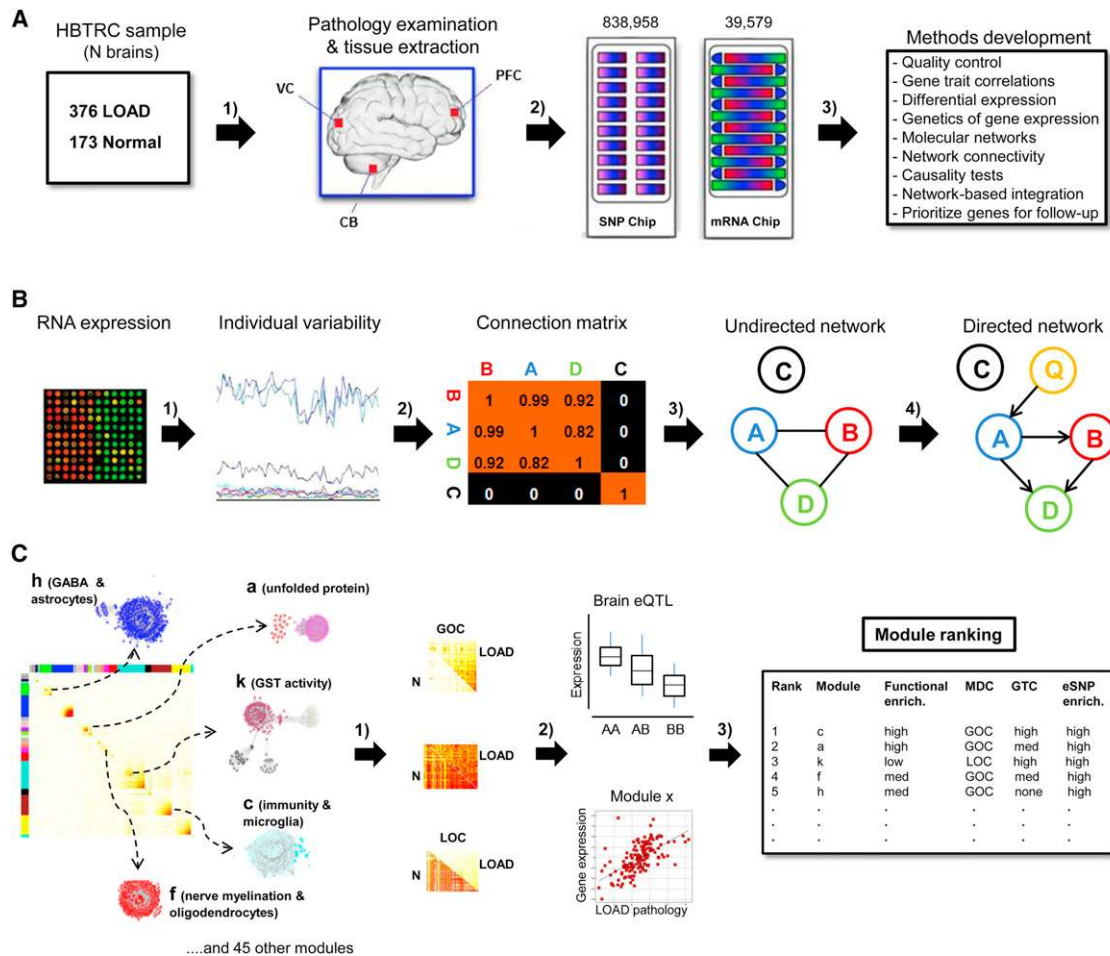 A
HBTRC sample
(N brains)
376 LOAD
173 Normal
1)
Pathology examination
& tissue extraction
VC
PFC
CB
2)
838,958
SNP Chip
39,579
mRNA Chip
3)
Methods development
- Quality control
- Gene trait correlations
- Differential expression
- Genetics of gene expression
- Molecular networks
- Network connectivity
- Causality tests
- Network-based integration
- Prioritize genes for follow-up
B
RNA expression
1)
Individual variability
2)
Connection matrix
B A D C
B 1 0.99 0.92 0
A 0.99 1 0.82 0
D 0.92 0.82 1 0
C 0 0 0 1
3)
Undirected network
C
A
B
D
4)
Directed network
C
Q
A
B
D
C
h (GABA &
astrocytes)
a (unfolded protein)
k (GST activity)
c (immunity &
microglia)
f (nerve myelination &
oligodendrocytes)
....and 45 other modules
1)
GOC
LOAD
N
LOAD
N
LOC
LOAD
N
2)
Brain eQTL
Expression
AA AB BB
Module x
Gene expression
LOAD pathology
3)
Module ranking
Rank Module Functional MDC GTC eSNP
enrich. enrich.
1 c high GOC high high
2 a high GOC med high
3 k low LOC high high
4 f med GOC med high
5 h med GOC none high
. . . . . .
. . . . . .
. . . . . .